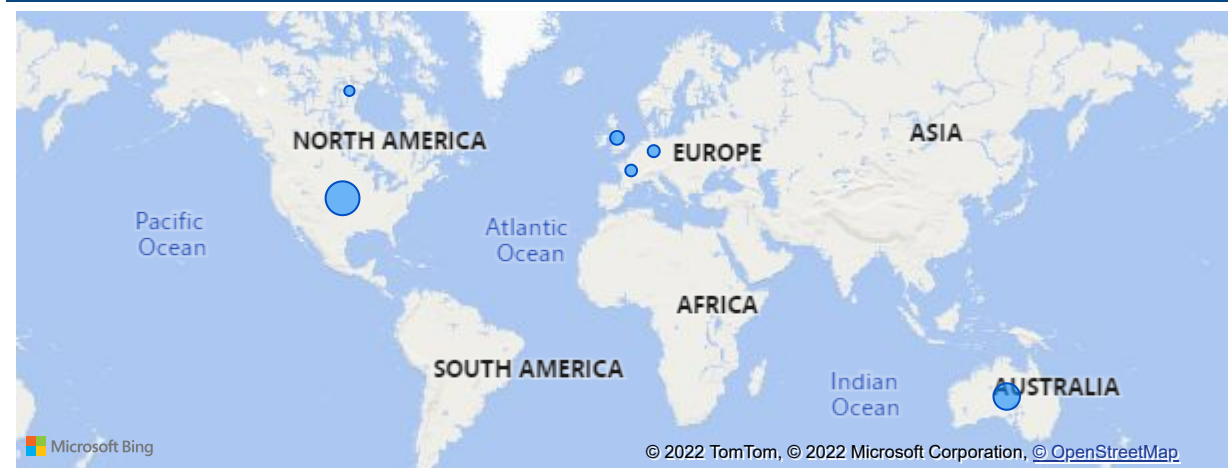 NORTH AMERICA
ASIA
EUROPE
Pacific
Ocean
Atlantic
Ocean
AFRICA
SOUTH AMERICA
Indian
Ocean
AUSTRALIA
Microsoft Bing
© 2022 TomTom, © 2022 Microsoft Corporation, © OpenStreetMap